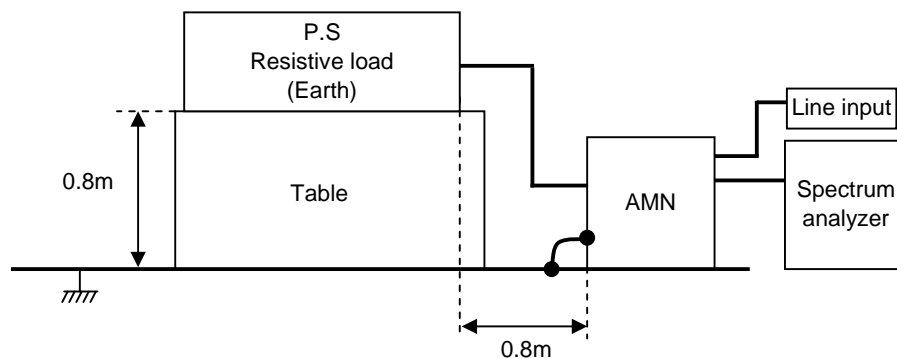 P.S
Resistive load
(Earth)
Line input
0.8m
Table
AMN
Spectrum
analyzer
0.8m